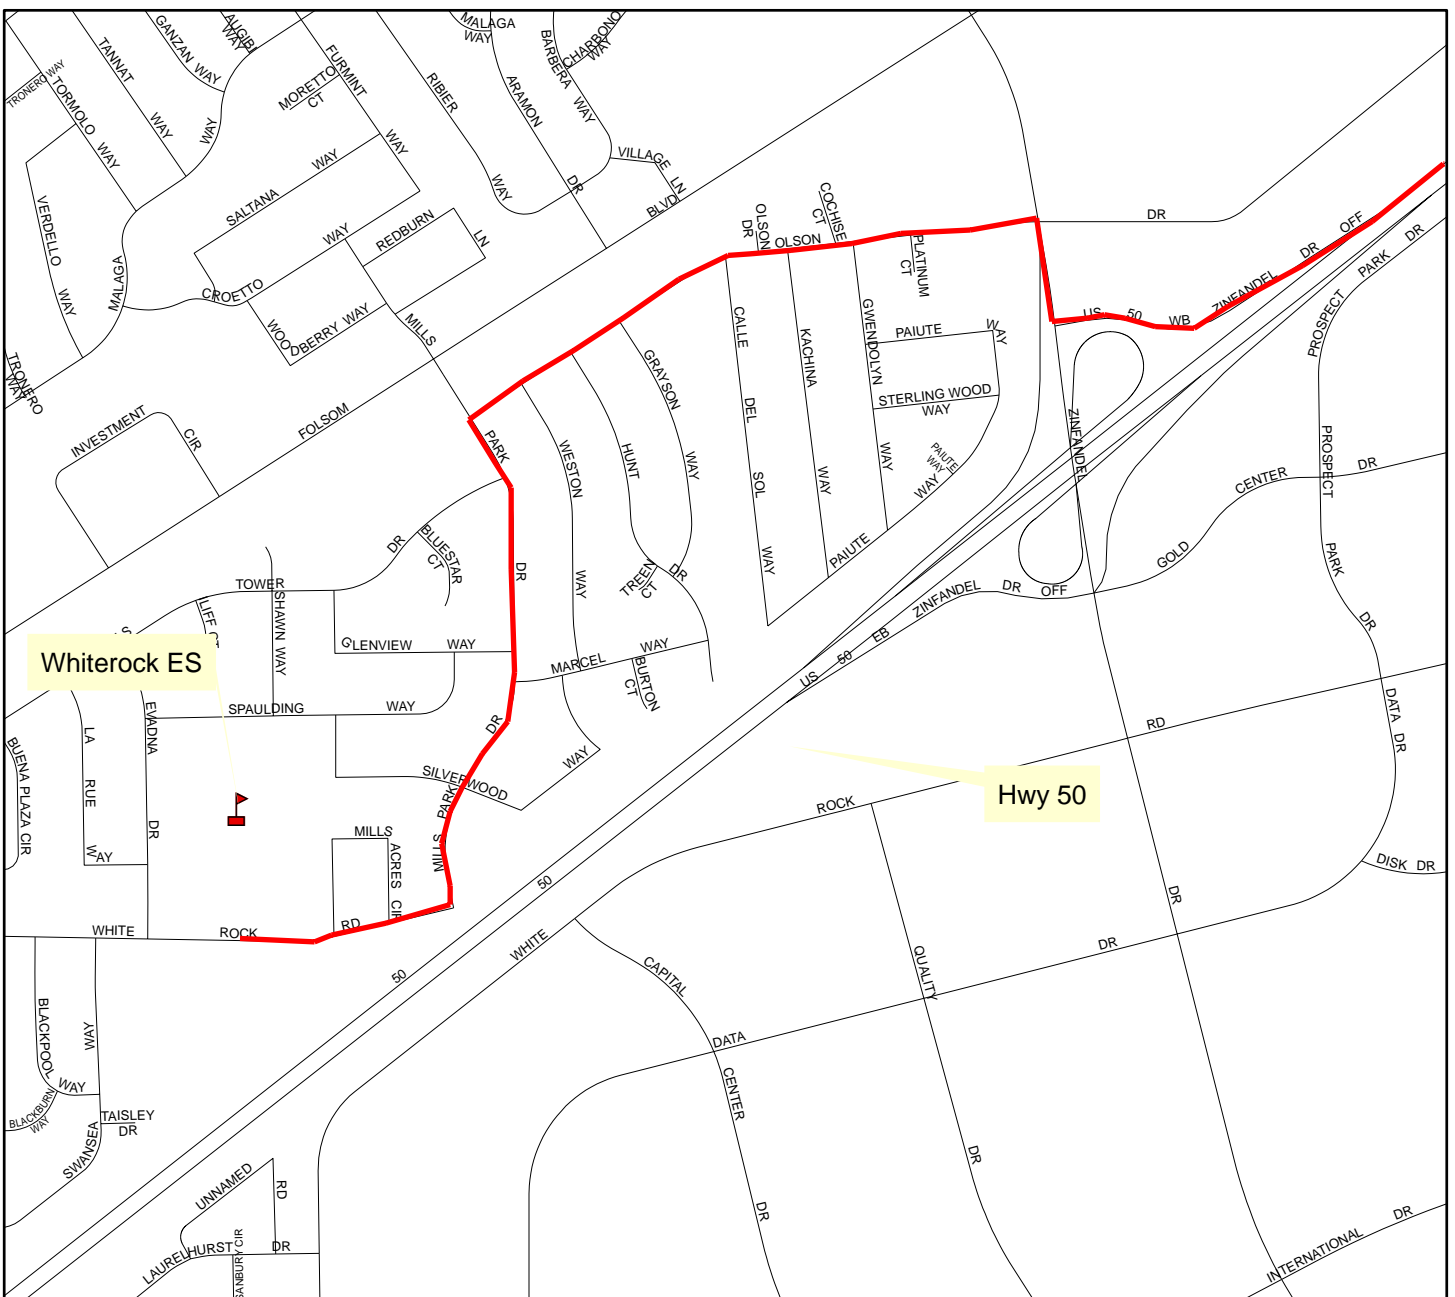 TRONERO WAY
TORMOLO WAY
TANNAT WAY
GANZAN WAY
AUGIBI WAY
WAY
FURMINT WAY
MORETTO CT
RIBIER WAY
MALAGA WAY
ARAMON DR
BARBERA WAY
CHARBONO WAY
VILLAGE LN
BLVD
SALTANA WAY
VERDELLO WAY
MALAGA
CROETTO WAY
REDBURN LN
WOODBERRY WAY
MILLS
TRONERO WAY
INVESTMENT CIR
FOLSOM
OLSON DR
OLSON
COCHISE CT
PLATINUM CT
DR
ZINFANDEL DR OFF
US 50 WB
PROSPECT PARK DR
CALLE DEL SOL WAY
KACHINA WAY
GWENDOLYN WAY
PAIUTE WAY
STERLING WOOD WAY
PAIUTE WAY
PAIUTE WAY
GRAYSON WAY
HUNT DR
WESTON WAY
TREEN CT
PARK DR
ZINFANDEL
PROSPECT PARK DR
GOLD CENTER DR
US 50 EB ZINFANDEL DR OFF
BLUESTAR CT
TOWER DR
ILIFF CT
SHAWN WAY
GLENVIEW WAY
MARCEL WAY
BURTON CT
Whiterock ES
SPAULDING WAY
EVADNA DR
LA RUE WAY
BUENA PLAZA CIR
SILVERWOOD WAY
MILLS PARK DR
MILLS ACRES CIR
Hwy 50
WHITE ROCK RD
50
50
WHITE ROCK RD
DATA DR
DISK DR
DR
CAPITAL CENTER DR
QUALITY DR
DATA DR
BLACKPOOL WAY
BLACKBURN WAY
SWANSEA WAY
TAISLEY DR
UNNAMED RD
LAURELHURST DR
SANBURY CIR
INTERNATIONAL DR